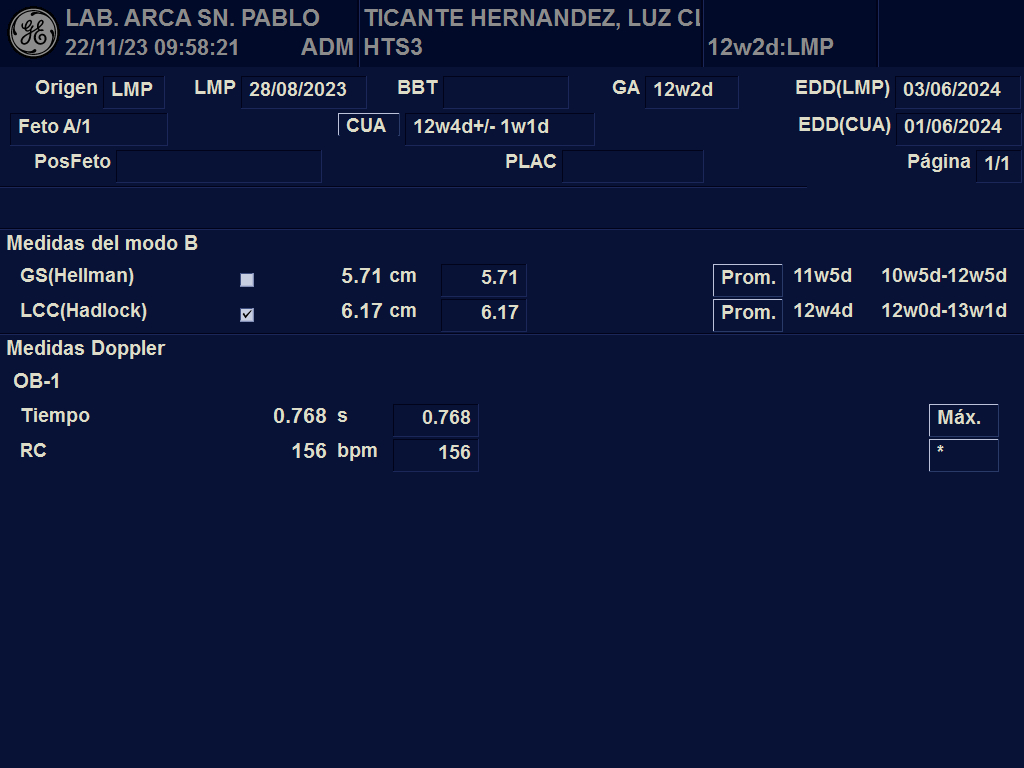 LAB. ARCA SN. PABLO TICANTE HERNANDEZ, LUZ CI
22/11/23 09:58:21 ADM HTS3 12w2d:LMP
Origen LMP LMP 28/08/2023 BBT GA 12w2d EDD(LMP) 03/06/2024
Feto A/1 CUA 12w4d+/- 1w1d EDD(CUA) 01/06/2024
PosFeto PLAC Página 1/1
Medidas del modo B
GS(Hellman) 5.71 cm 5.71 Prom. 11w5d 10w5d-12w5d
LCC(Hadlock) 6.17 cm 6.17 Prom. 12w4d 12w0d-13w1d
Medidas Doppler
OB-1
Tiempo 0.768 s 0.768 Máx.
RC 156 bpm 156 *